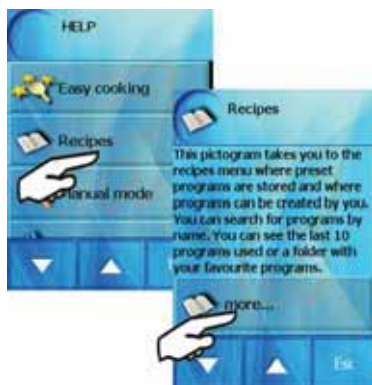 HELP
Easy cooking
Recipes
Manual mode
Recipes
This pictogram takes you to the
recipes menu where preset
programs are stored and where
programs can be created by you.
You can search for programs by
name. You can see the last 10
programs used or a folder with
your favourite programs.
more...
Esc